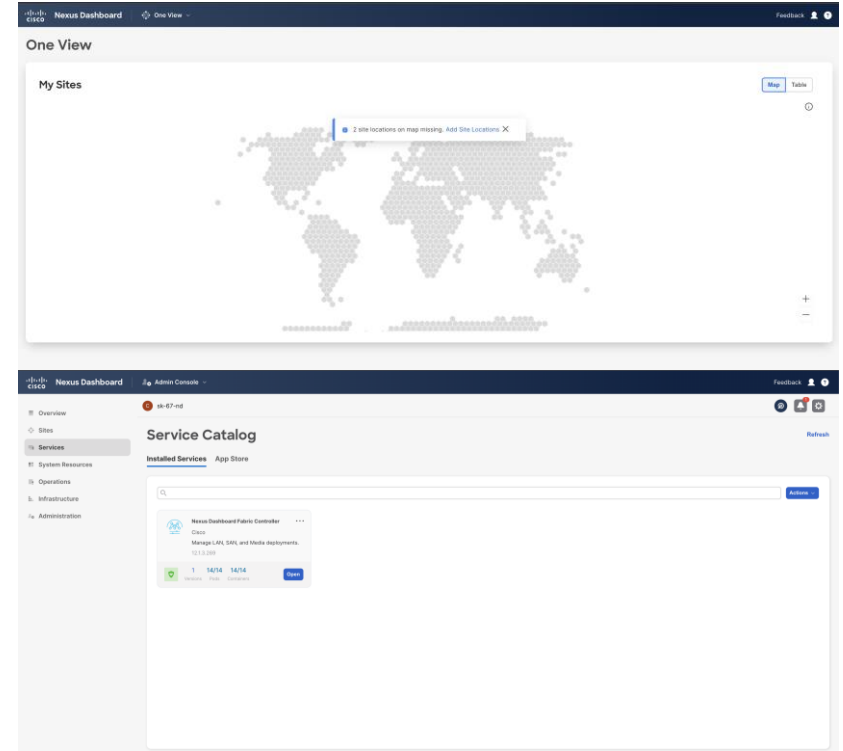 cisco Nexus Dashboard One View Feedback
One View
My Sites
Map Table
2 site locations on map missing. Add Site Locations
cisco Nexus Dashboard Admin Console Feedback
sk-67-nd
Overview
Sites
Services
System Resources
Operations
Infrastructure
Administration
Service Catalog
Refresh
Installed Services App Store
Actions
Nexus Dashboard Fabric Controller
Cisco
Manage LAN, SAN, and Media deployments.
1 14/14 14/14
Open